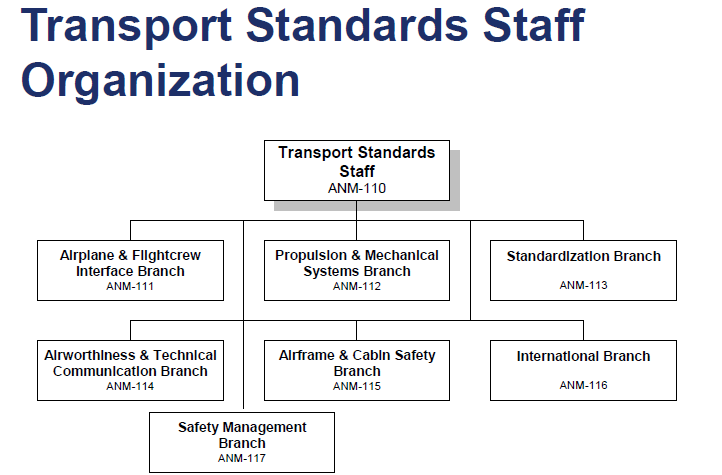 Transport Standards Staff
Organization
Transport Standards
Staff
ANM-110
Airplane & Flightcrew
Interface Branch
ANM-111
Propulsion & Mechanical
Systems Branch
ANM-112
Standardization Branch
ANM-113
Airworthiness & Technical
Communication Branch
ANM-114
Airframe & Cabin Safety
Branch
ANM-115
International Branch
ANM-116
Safety Management
Branch
ANM-117